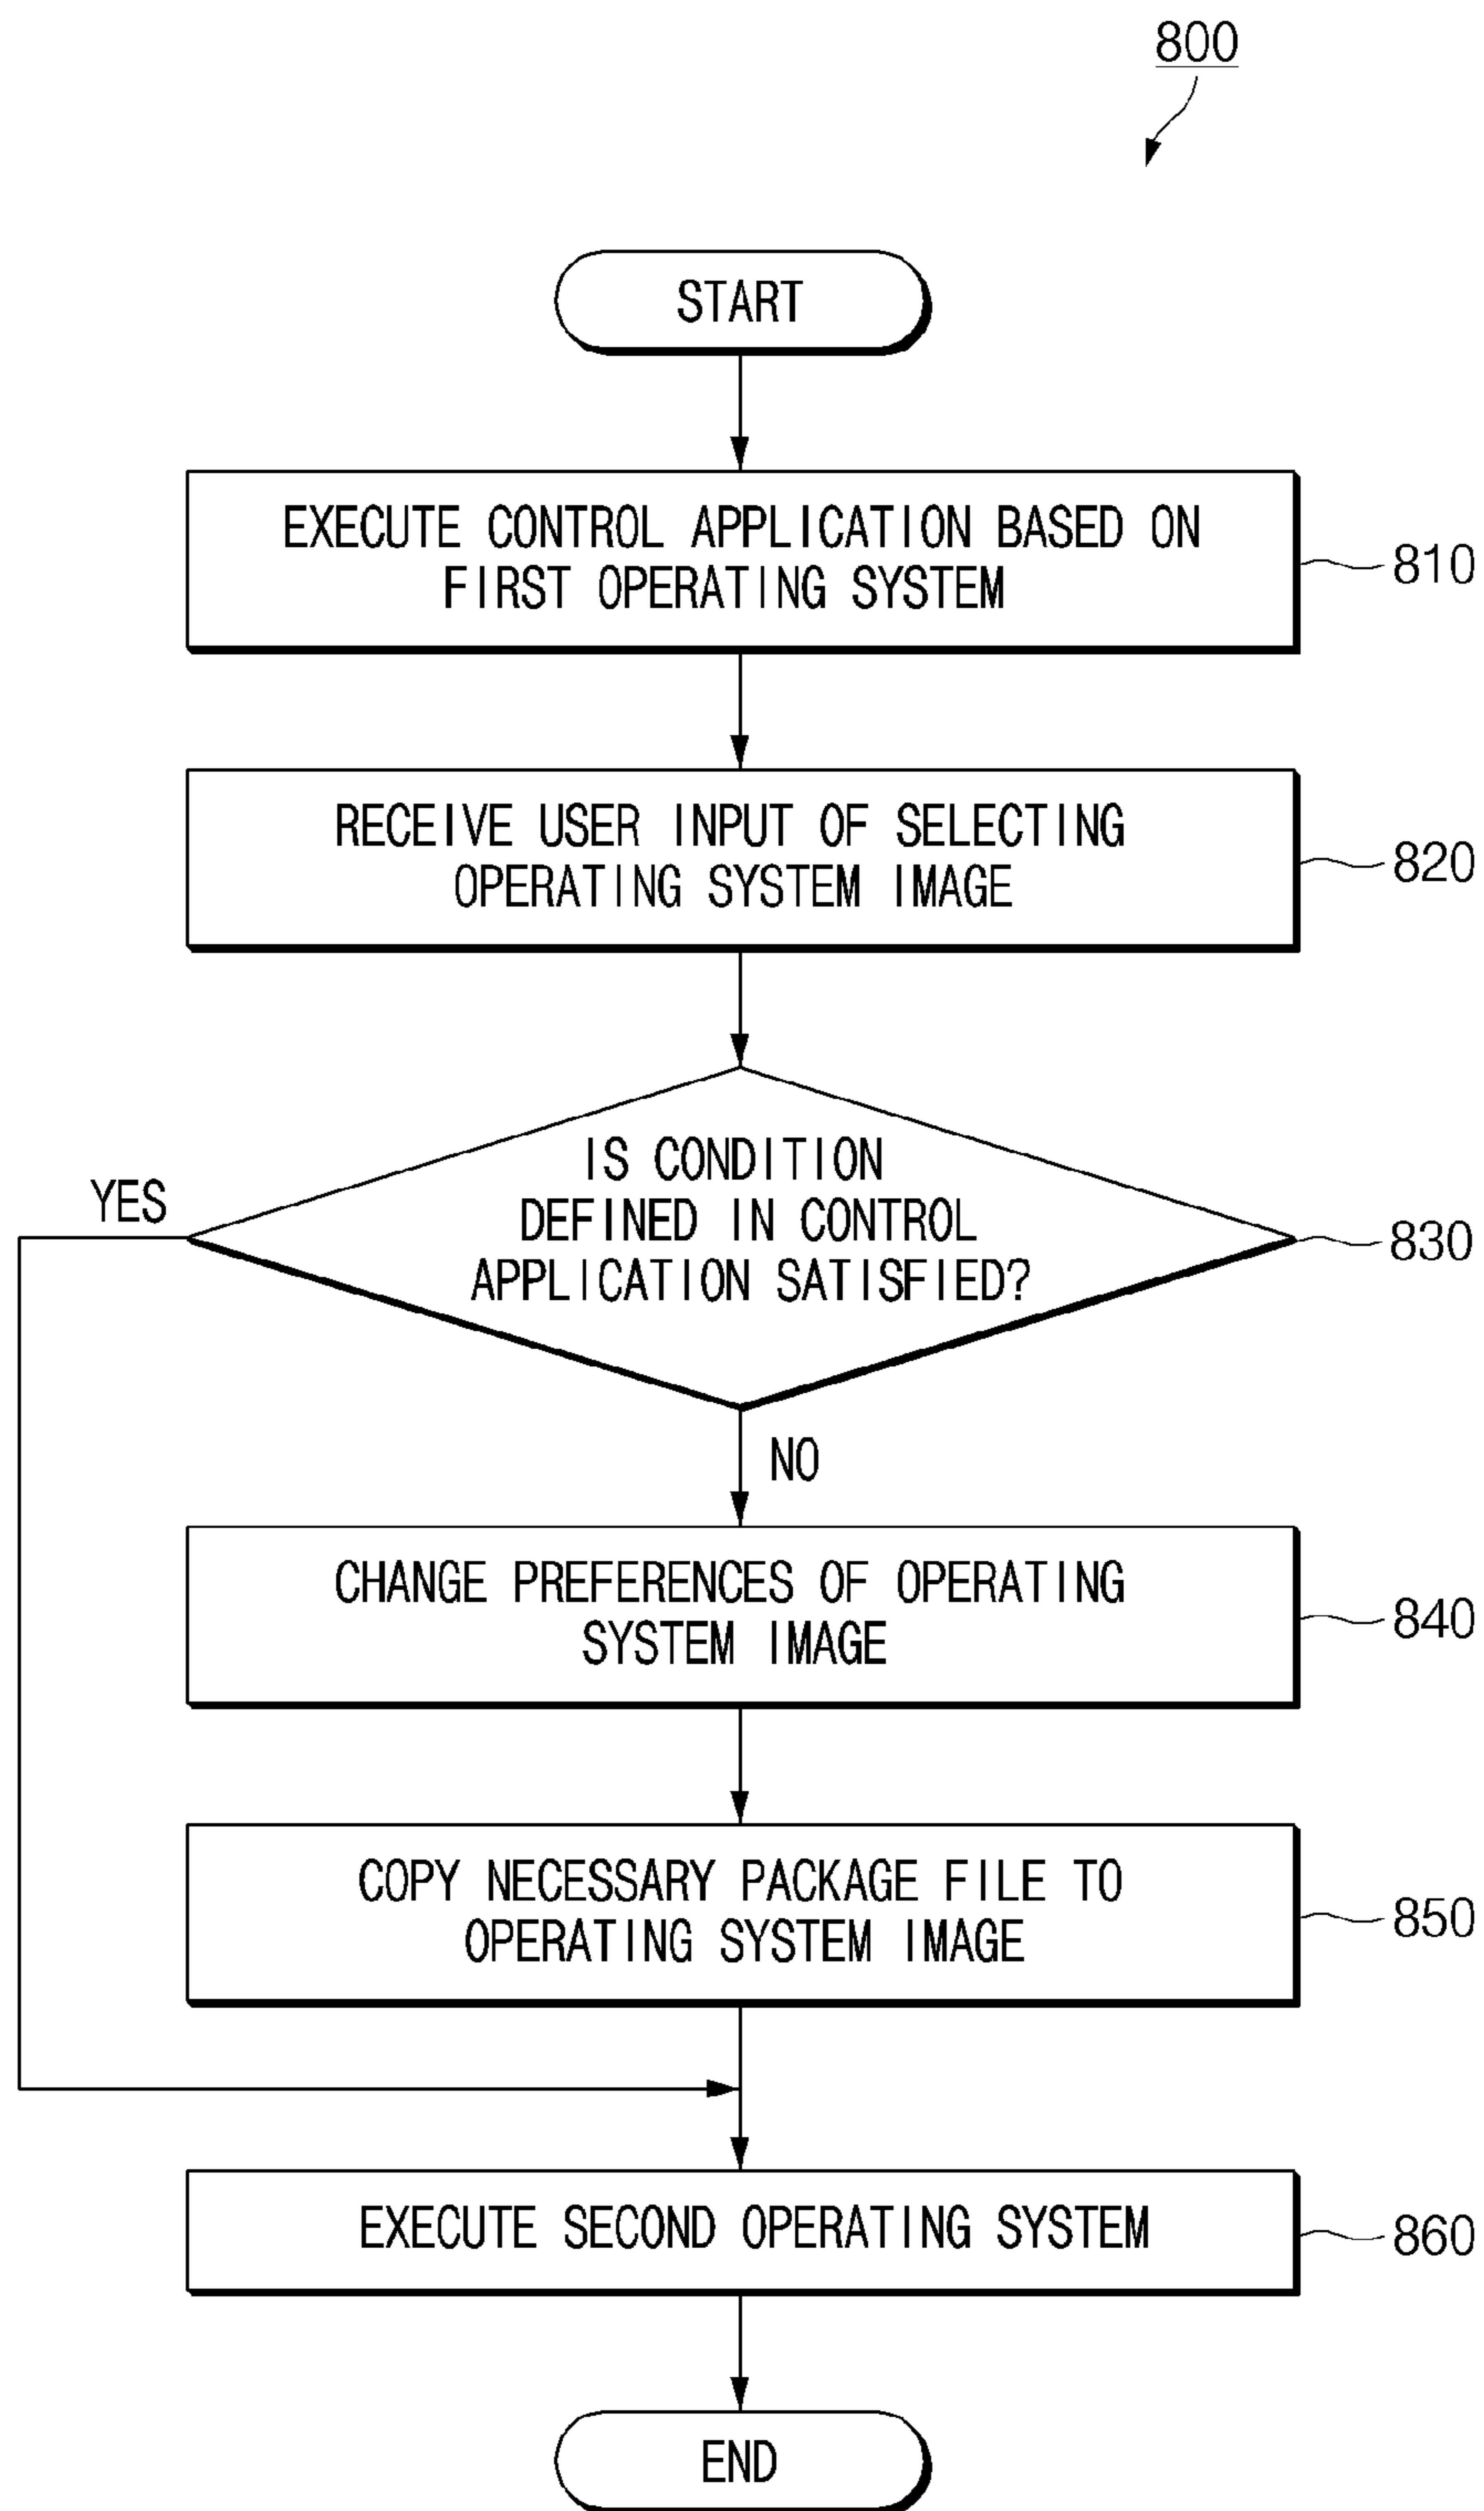 800
START
EXECUTE CONTROL APPLICATION BASED ON
FIRST OPERATING SYSTEM
810
RECEIVE USER INPUT OF SELECTING
OPERATING SYSTEM IMAGE
820
IS CONDITION
DEFINED IN CONTROL
APPLICATION SATISFIED?
YES
830
NO
CHANGE PREFERENCES OF OPERATING
SYSTEM IMAGE
840
COPY NECESSARY PACKAGE FILE TO
OPERATING SYSTEM IMAGE
850
EXECUTE SECOND OPERATING SYSTEM
860
END